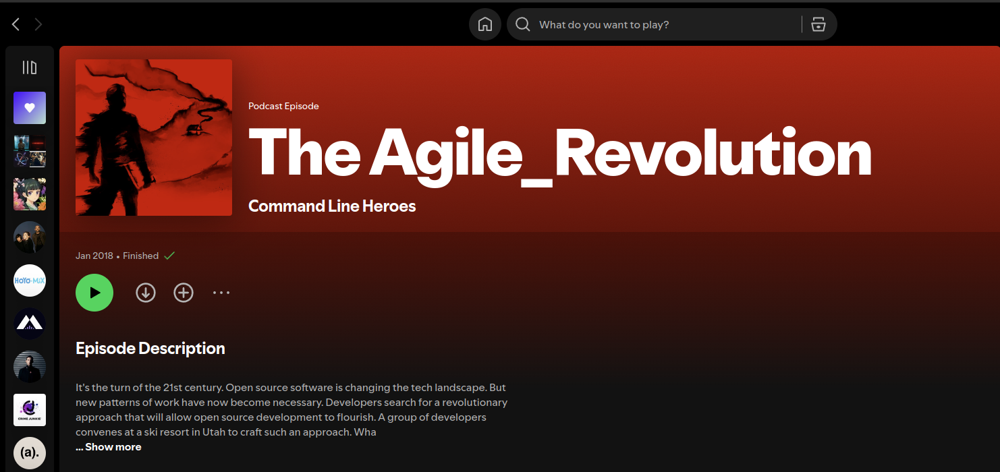 What do you want to play?
Podcast Episode
The Agile_Revolution
Command Line Heroes
Jan 2018 • Finished
Episode Description
It's the turn of the 21st century. Open source software is changing the tech landscape. But
new patterns of work have now become necessary. Developers search for a revolutionary
approach that will allow open source development to flourish. A group of developers
convenes at a ski resort in Utah to craft such an approach. Wha
... Show more
HOYO-MiX
CRIME JUNKIE
(a).